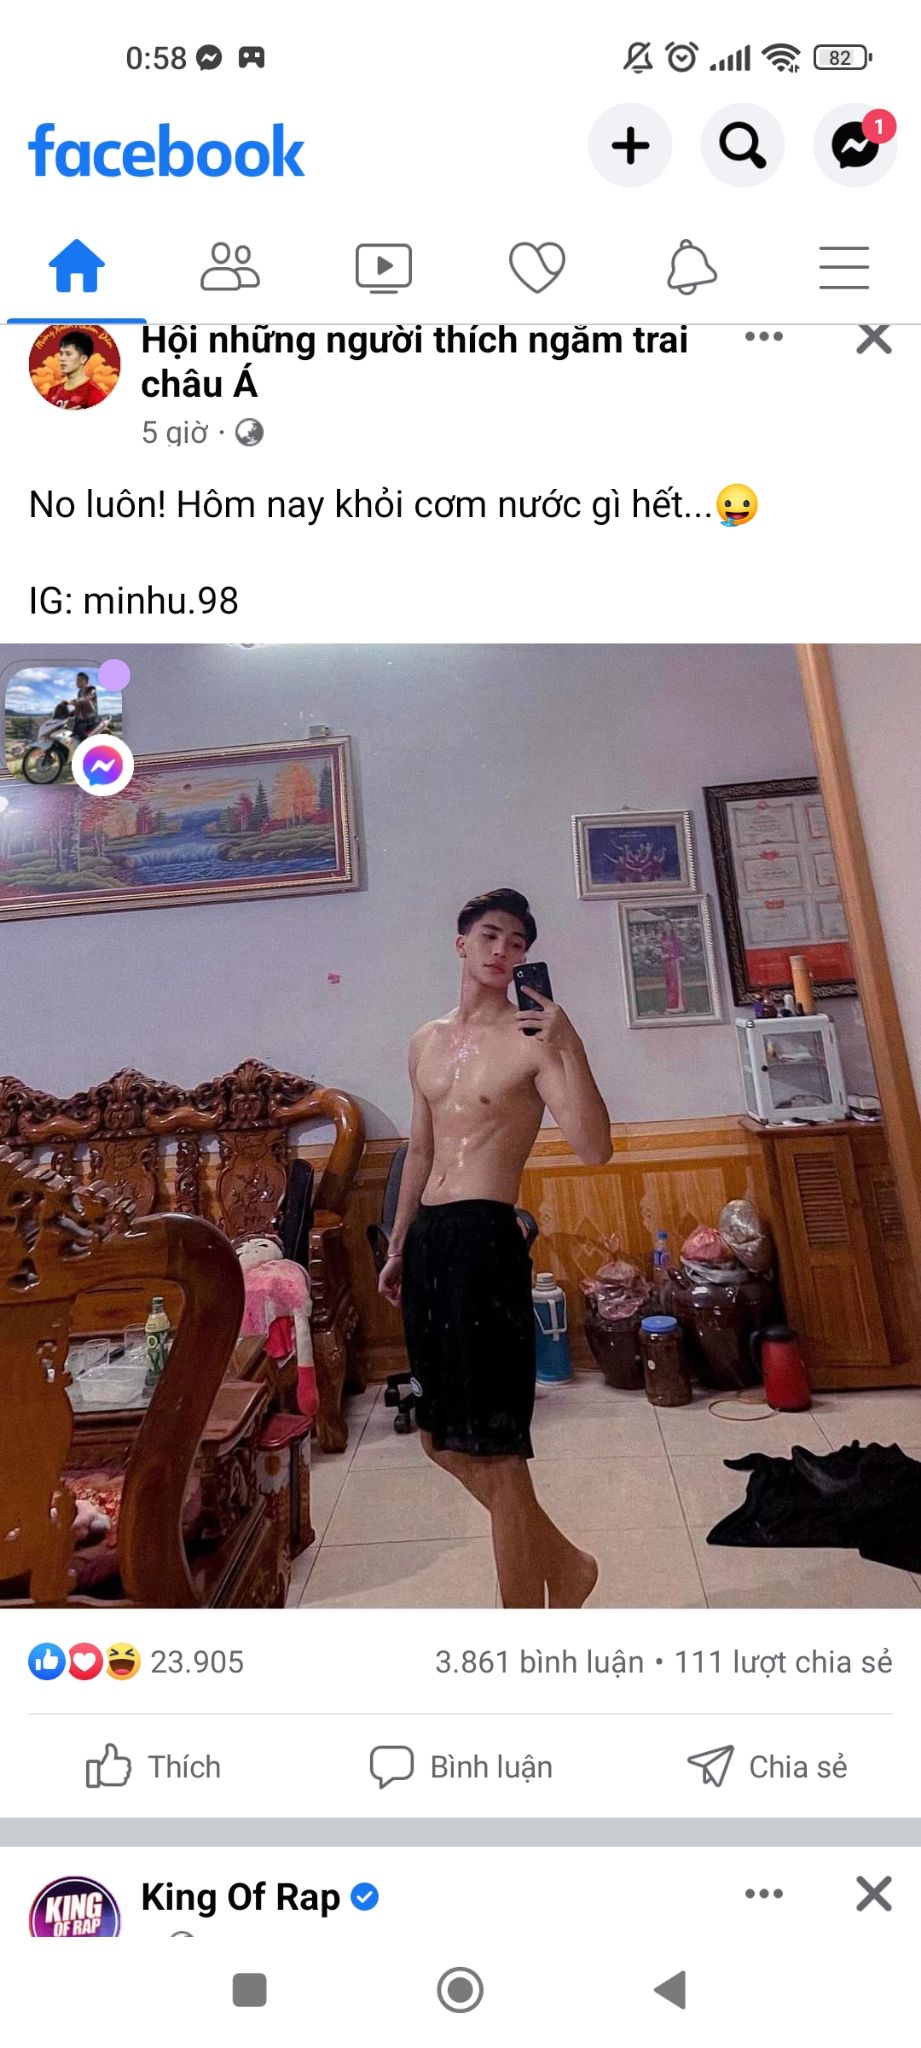 0:58
82
facebook
1
Hội những người thích ngắm trai
châu Á
5 giờ ·
No luôn! Hôm nay khỏi cơm nước gì hết...
IG: minhu.98
23.905
3.861 bình luận • 111 lượt chia sẻ
Thích
Bình luận
Chia sẻ
KING
OF RAP
King Of Rap